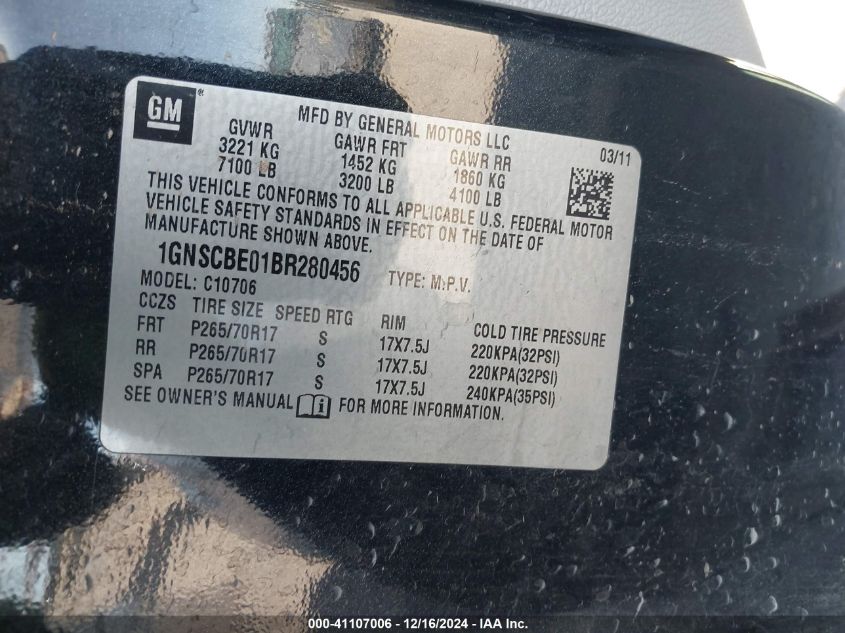 GM®
MFD BY GENERAL MOTORS LLC
03/11
GVWR GAWR FRT GAWR RR
3221 KG 1452 KG 1860 KG
7100 LB 3200 LB 4100 LB
THIS VEHICLE CONFORMS TO ALL APPLICABLE U.S. FEDERAL MOTOR
VEHICLE SAFETY STANDARDS IN EFFECT ON THE DATE OF
MANUFACTURE SHOWN ABOVE.
1GNSCBE01BR280456 TYPE: M.P.V.
MODEL: C10706
CCZS TIRE SIZE SPEED RTG RIM COLD TIRE PRESSURE
FRT P265/70R17 S 17X7.5J 220KPA(32PSI)
RR P265/70R17 S 17X7.5J 220KPA(32PSI)
SPA P265/70R17 S 17X7.5J 240KPA(35PSI)
SEE OWNER'S MANUAL FOR MORE INFORMATION.
000-41107006 - 12/16/2024 - IAA Inc.